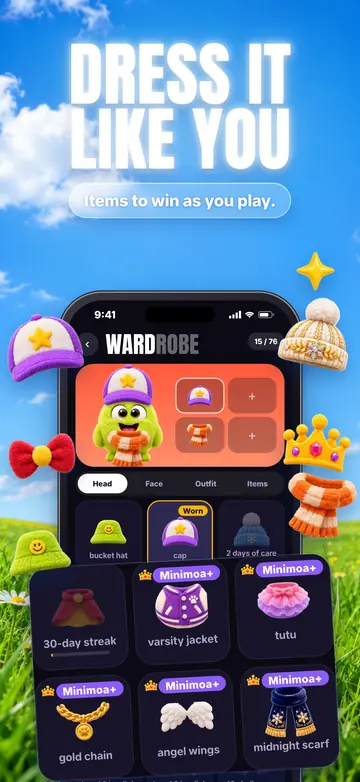 DRESS IT
LIKE YOU
Items to win as you play.
9:41
WARDROBE
15 / 76
Head
Face
Outfit
Items
Worn
bucket hat
cap
2 days of care
Minimoa+
Minimoa+
30-day streak
varsity jacket
tutu
Minimoa+
Minimoa+
Minimoa+
gold chain
angel wings
midnight scarf